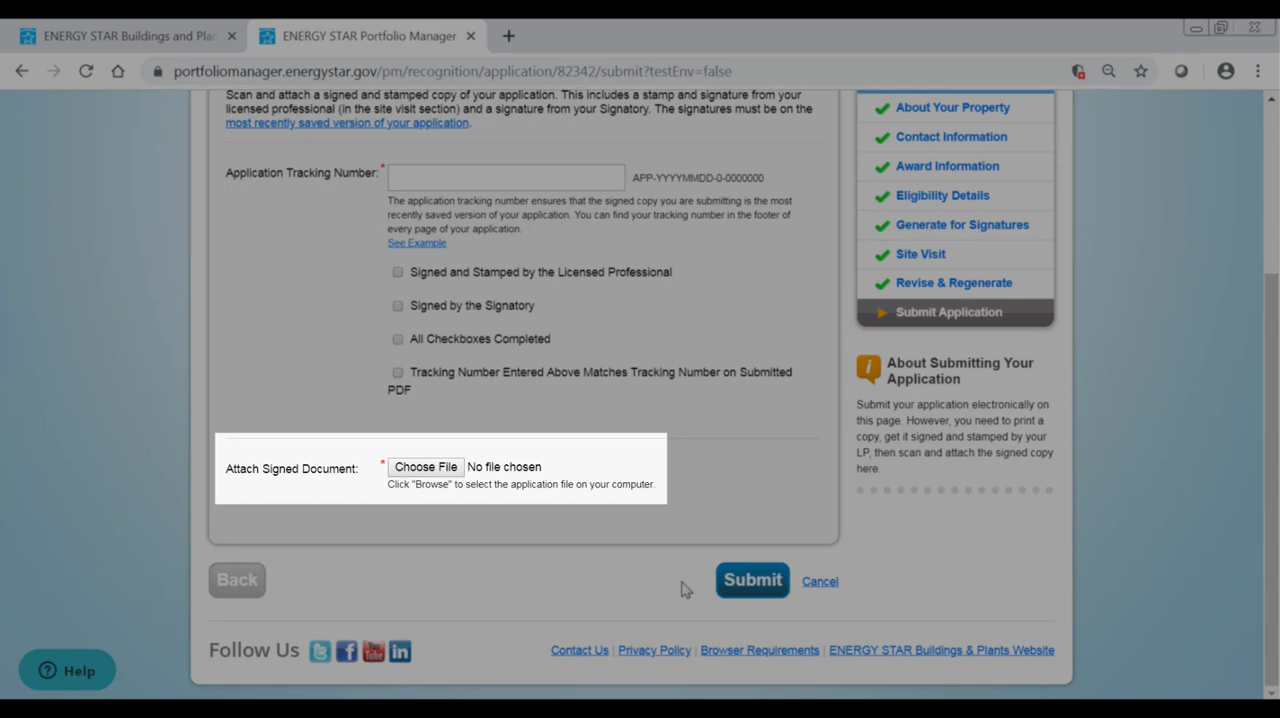 ENERGY STAR Buildings and Plan
ENERGY STAR Portfolio Manager
portfoliomanager.energystar.gov/pm/recognition/application/82342/submit?testEnv=false
Scan and attach a signed and stamped copy of your application. This includes a stamp and signature from your
licensed professional (in the site visit section) and a signature from your Signatory. The signatures must be on the
most recently saved version of your application.
Application Tracking Number: *
APP-YYYYMMDD-0-0000000
The application tracking number ensures that the signed copy you are submitting is the most
recently saved version of your application. You can find your tracking number in the footer of
every page of your application.
See Example
Signed and Stamped by the Licensed Professional
Signed by the Signatory
All Checkboxes Completed
Tracking Number Entered Above Matches Tracking Number on Submitted
PDF
Attach Signed Document: * Choose File No file chosen
Click "Browse" to select the application file on your computer.
Back
Submit
Cancel
About Your Property
Contact Information
Award Information
Eligibility Details
Generate for Signatures
Site Visit
Revise & Regenerate
Submit Application
i
About Submitting Your
Application
Submit your application electronically on
this page. However, you need to print a
copy, get it signed and stamped by your
LP, then scan and attach the signed copy
here.
Follow Us
You
Tube
Contact Us | Privacy Policy | Browser Requirements | ENERGY STAR Buildings & Plants Website
? Help